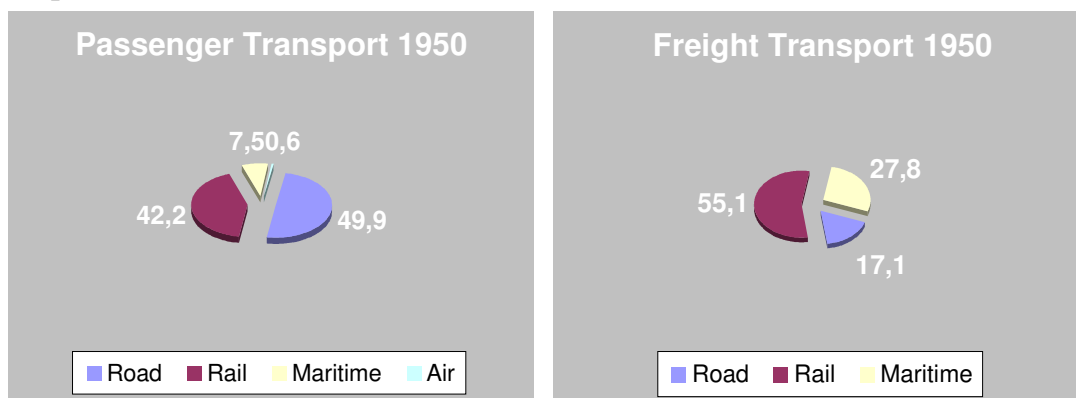 Passenger Transport 1950
7,50,6
42,2
49,9
Road Rail Maritime Air
Freight Transport 1950
27,8
55,1
17,1
Road Rail Maritime